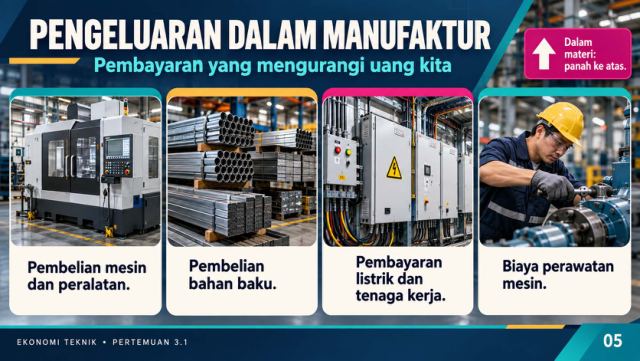 PENGELUARAN DALAM MANUFAKTUR
Pembayaran yang mengurangi uang kita
Dalam
materi:
panah ke atas.
Pembelian mesin
dan peralatan.
Pembelian
bahan baku.
Pembayaran
listrik dan
tenaga kerja.
Biaya perawatan
mesin.
EKONOMI TEKNIK • PERTEMUAN 3.1
05